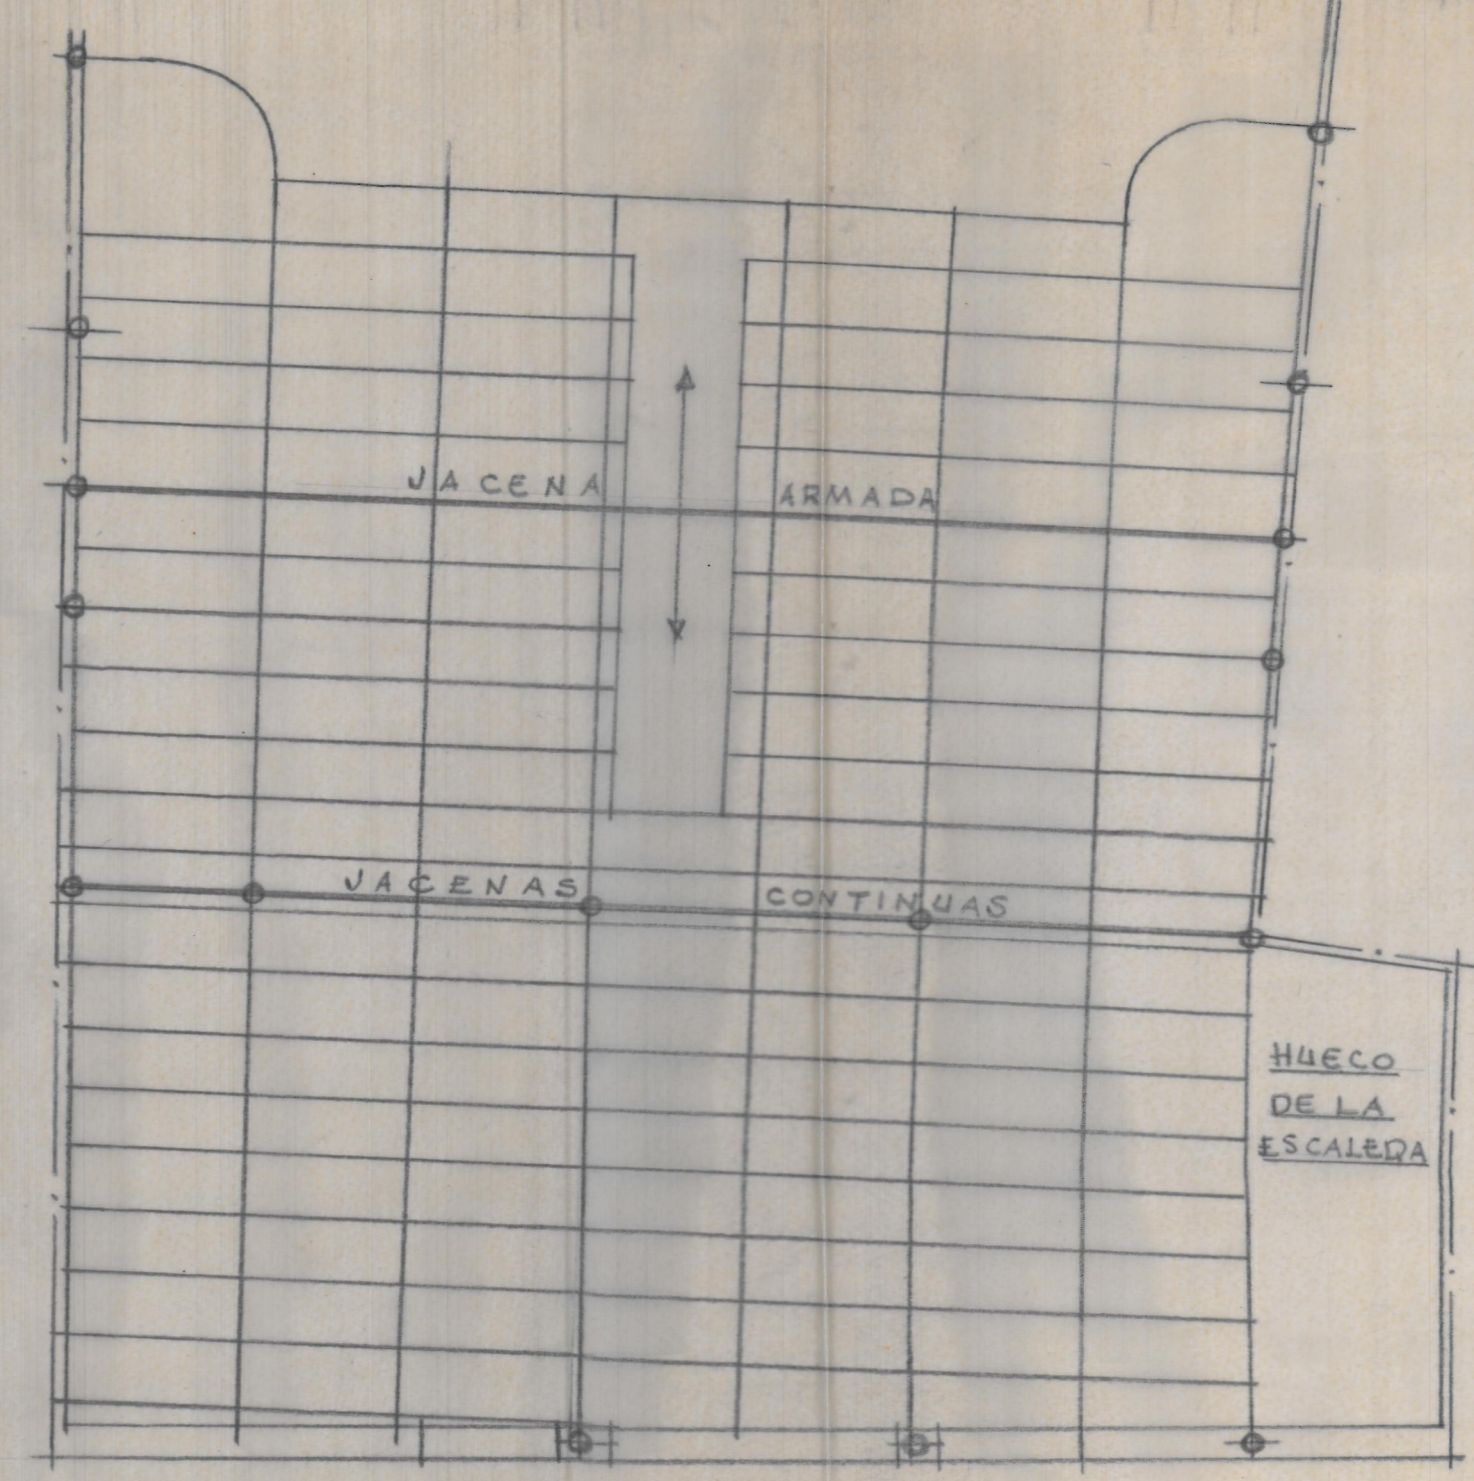 JACENA ARMADA
JACENAS CONTINUAS
HUECO
DE LA
ESCALERA